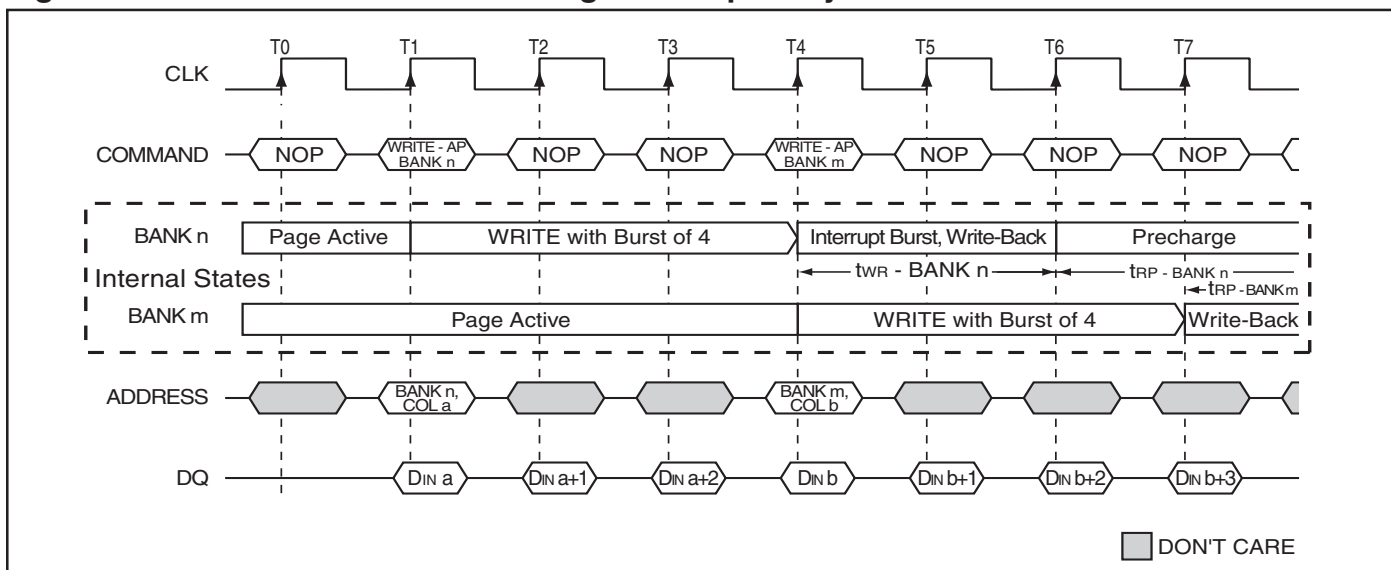 T0 T1 T2 T3 T4 T5 T6 T7
CLK
COMMAND NOP WRITE - AP BANK n NOP NOP WRITE - AP BANK m NOP NOP NOP
BANK n Page Active WRITE with Burst of 4 Interrupt Burst, Write-Back Precharge
Internal States tWR - BANK n tRP - BANK n
tRP - BANK m
BANK m Page Active WRITE with Burst of 4 Write-Back
ADDRESS BANK n, COL a BANK m, COL b
DQ DIN a DIN a+1 DIN a+2 DIN b DIN b+1 DIN b+2 DIN b+3
DON'T CARE